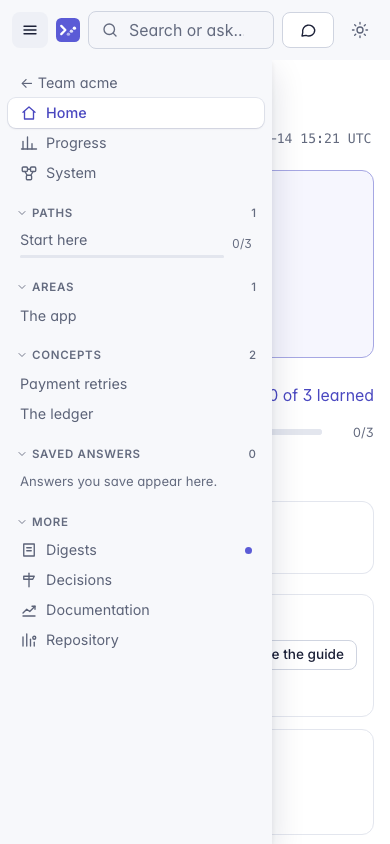 Search or ask..
← Team acme
Home
-14 15:21 UTC
Progress
System
PATHS 1
Start here 0/3
AREAS 1
The app
CONCEPTS 2
Payment retries
0 of 3 learned
The ledger
0/3
SAVED ANSWERS 0
Answers you save appear here.
MORE
Digests
Decisions
Documentation
Repository
the guide